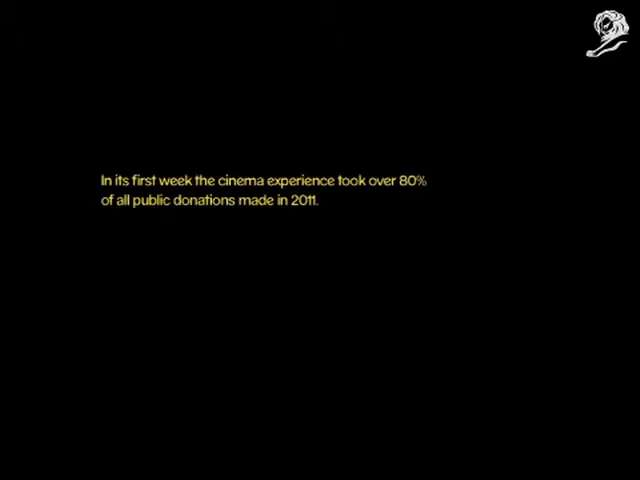 In its first week the cinema experience took over 80%
of all public donations made in 2011.